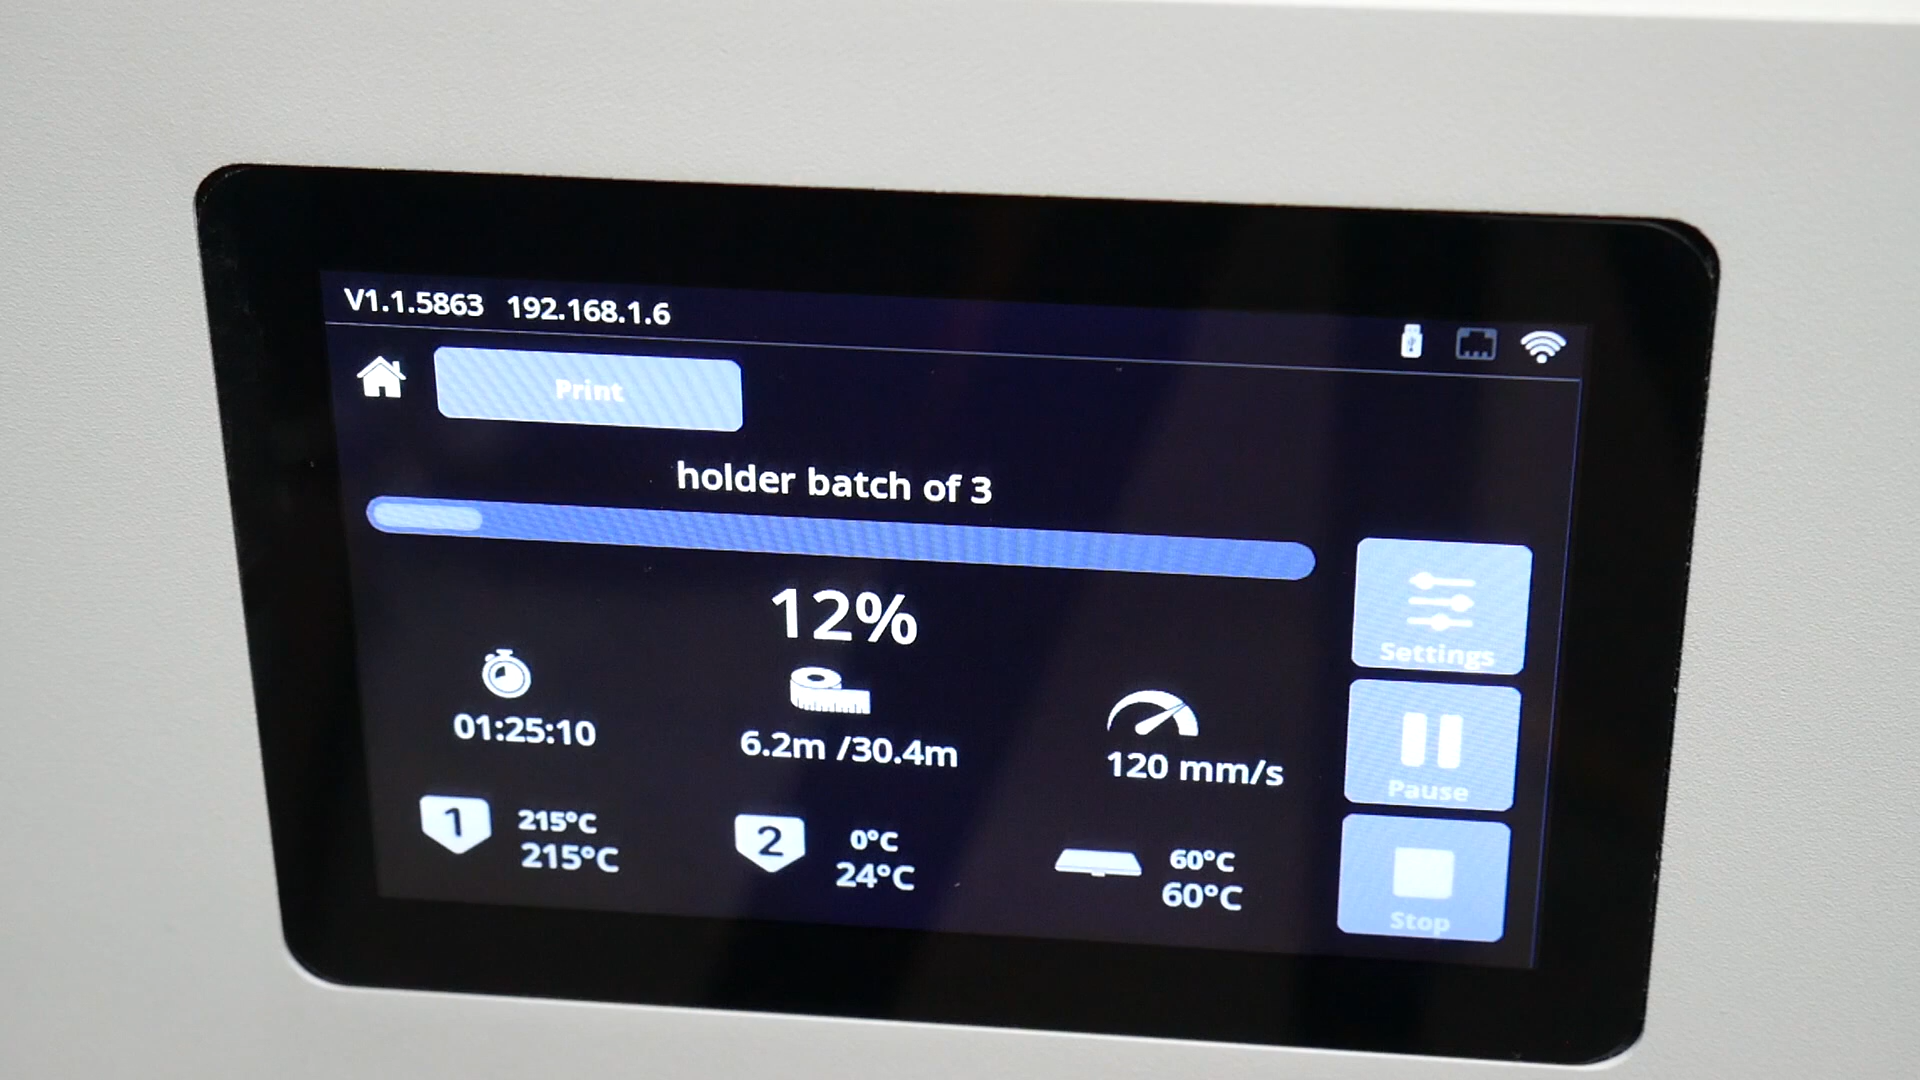 V1.1.5863 192.168.1.6
Print
holder batch of 3
12%
01:25:10
6.2m /30.4m
120 mm/s
1 215°C
215°C
2 0°C
24°C
60°C
60°C
Settings
Pause
Stop